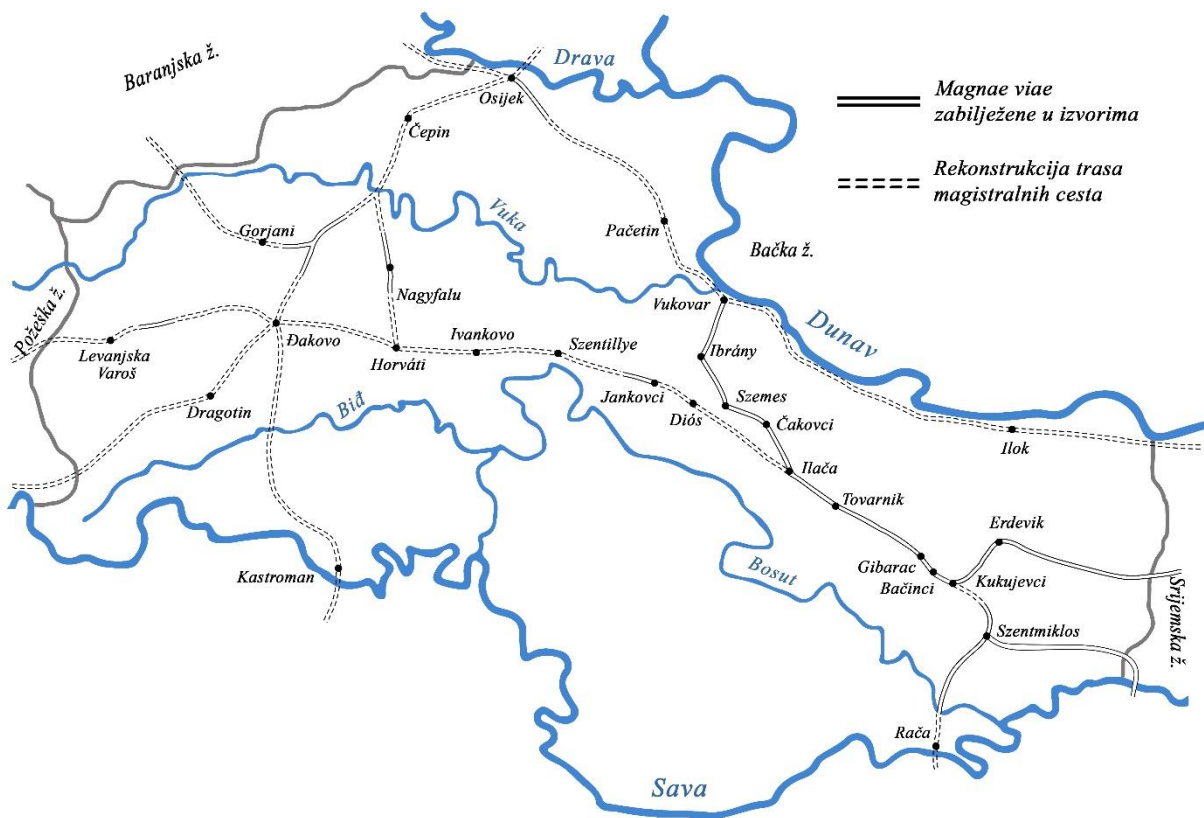 Baranjska ž.
Drava
Osijek
Čepin
Magnae viae
zabilježene u izvorima
Rekonstrukcija trasa
magistralnih cesta
Gorjani
Vuka
Pačetin
Bačka ž.
Požeška ž.
Nagyfalu
Vukovar
Dunav
Levanjska
Varoš
Đakovo
Horváti
Ivankovo
Szentillye
Ibrány
Dragotin
Biđ
Jankovci
Diós
Szemes
Čakovci
Ilok
Ilača
Tovarnik
Erdevik
Kastroman
Bosut
Gibarac
Bačinci
Kukujevci
Srijemska ž.
Szentmiklos
Rača
Sava